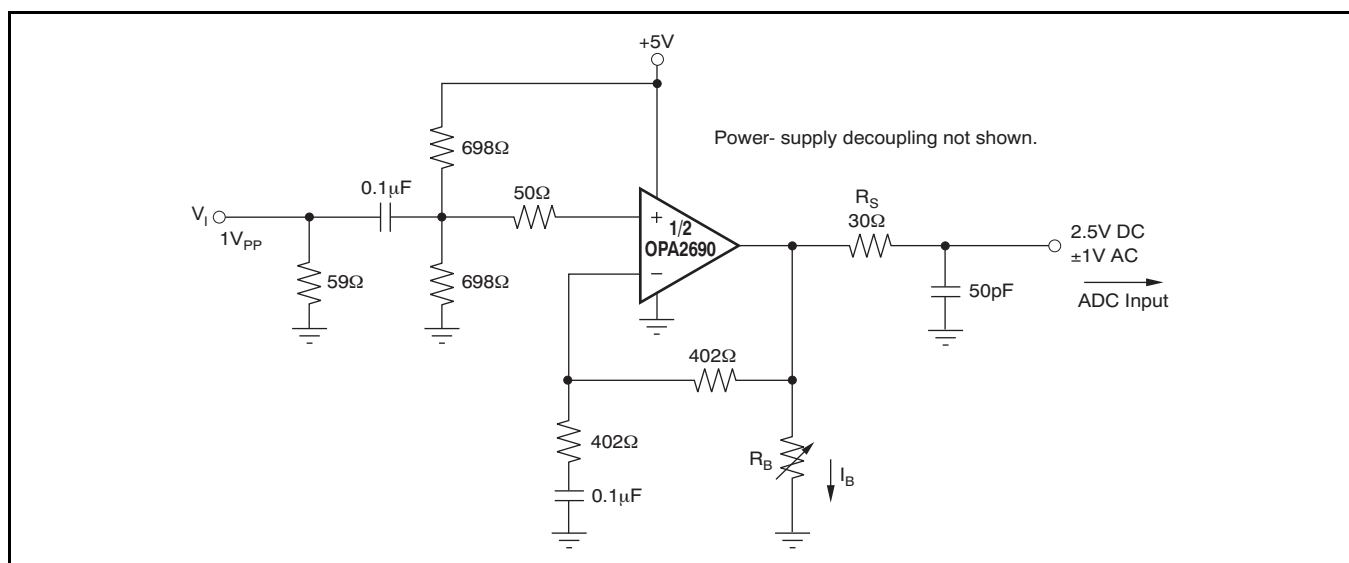 +5V
Power- supply decoupling not shown.
698Ω
0.1μF
50Ω
V_I
1V_PP
+
1/2
OPA2690
−
R_S
30Ω
2.5V DC
±1V AC
ADC Input
59Ω
698Ω
50pF
402Ω
402Ω
R_B
I_B
0.1μF